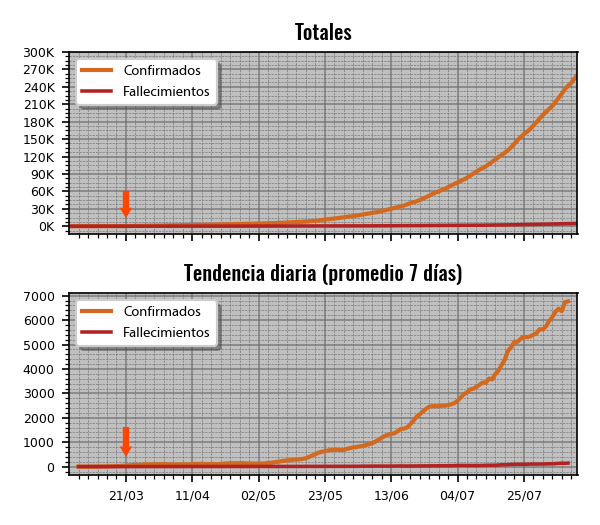 Totales
300K
270K
240K
210K
180K
150K
120K
90K
60K
30K
0K
Confirmados
Fallecimientos
Tendencia diaria (promedio 7 días)
7000
6000
5000
4000
3000
2000
1000
0
Confirmados
Fallecimientos
21/03 11/04 02/05 23/05 13/06 04/07 25/07